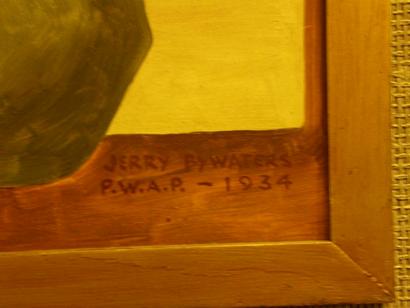 JERRY BYWATERS
P.W.A.P. - 1934